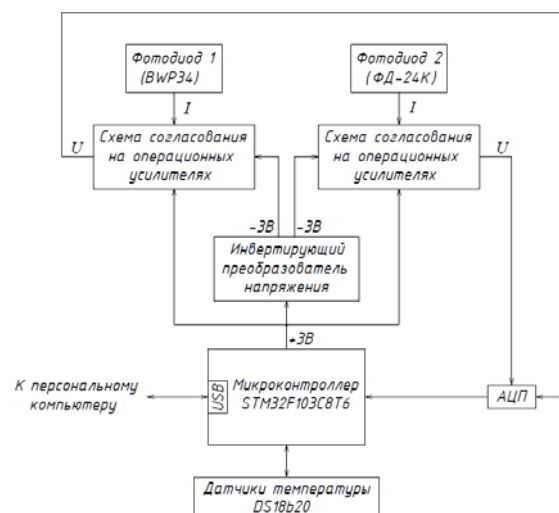 Фотодиод 1
(BWP34)
Фотодиод 2
(ФД-24К)
I
I
U
Схема согласования
на операционных
усилителях
Схема согласования
на операционных
усилителях
U
-3В
-3В
Инвертирующий
преобразователь
напряжения
+3В
К персональному
компьютеру
USB
Микроконтроллер
STM32F103C8T6
АЦП
Датчики температуры
DS18b20